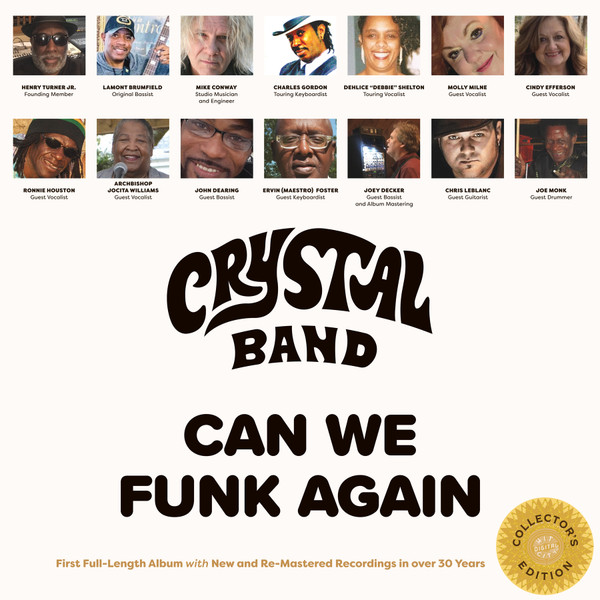 HENRY TURNER JR.
Founding Member
LAMONT BRUMFIELD
Original Bassist
MIKE CONWAY
Studio Musician
and Engineer
CHARLES GORDON
Touring Keyboardist
DEHLICE "DEBBIE" SHELTON
Touring Vocalist
MOLLY MILNE
Guest Vocalist
CINDY EFFERSON
Guest Vocalist
RONNIE HOUSTON
Guest Vocalist
ARCHBISHOP
JOCITA WILLIAMS
Guest Vocalist
JOHN DEARING
Guest Bassist
ERVIN (MAESTRO) FOSTER
Guest Keyboardist
JOEY DECKER
Guest Bassist
and Album Mastering
CHRIS LEBLANC
Guest Guitarist
JOE MONK
Guest Drummer
CRYSTAL
BAND
CAN WE
FUNK AGAIN
First Full-Length Album with New and Re-Mastered Recordings in over 30 Years
COLLECTOR'S
DIGITAL
EDITION